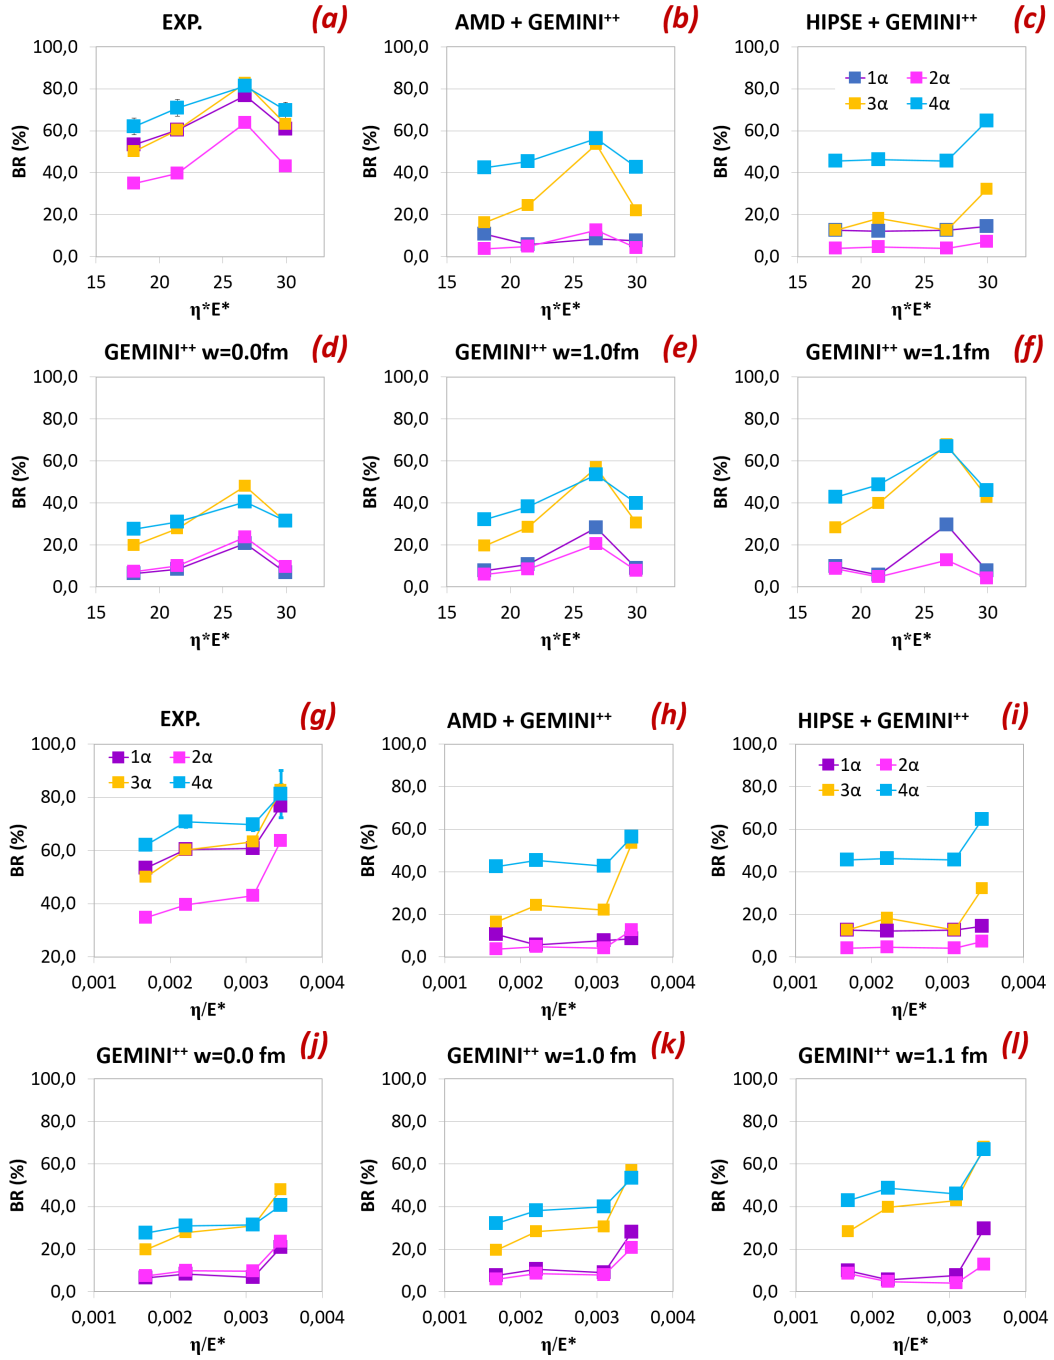 EXP. (a)
AMD + GEMINI⁺⁺ (b)
HIPSE + GEMINI⁺⁺ (c)
100,0
80,0
60,0
40,0
20,0
0,0
BR (%)
15 20 25 30
η*E*
100,0
80,0
60,0
40,0
20,0
0,0
BR (%)
15 20 25 30
η*E*
100,0
80,0
60,0
40,0
20,0
0,0
BR (%)
1α 2α
3α 4α
15 20 25 30
η*E*
GEMINI⁺⁺ w=0.0fm (d)
GEMINI⁺⁺ w=1.0fm (e)
GEMINI⁺⁺ w=1.1fm (f)
100,0
80,0
60,0
40,0
20,0
0,0
BR (%)
15 20 25 30
η*E*
100,0
80,0
60,0
40,0
20,0
0,0
BR (%)
15 20 25 30
η*E*
100,0
80,0
60,0
40,0
20,0
0,0
BR (%)
15 20 25 30
η*E*
EXP. (g)
AMD + GEMINI⁺⁺ (h)
HIPSE + GEMINI⁺⁺ (i)
100,0
80,0
60,0
40,0
20,0
BR (%)
1α 2α
3α 4α
0,001 0,002 0,003 0,004
η/E*
100,0
80,0
60,0
40,0
20,0
0,0
BR (%)
0,001 0,002 0,003 0,004
η/E*
100,0
80,0
60,0
40,0
20,0
0,0
BR (%)
1α 2α
3α 4α
0,001 0,002 0,003 0,004
η/E*
GEMINI⁺⁺ w=0.0 fm (j)
GEMINI⁺⁺ w=1.0 fm (k)
GEMINI⁺⁺ w=1.1 fm (l)
100,0
80,0
60,0
40,0
20,0
0,0
BR (%)
0,001 0,002 0,003 0,004
η/E*
100,0
80,0
60,0
40,0
20,0
0,0
BR (%)
0,001 0,002 0,003 0,004
η/E*
100,0
80,0
60,0
40,0
20,0
0,0
BR (%)
0,001 0,002 0,003 0,004
η/E*